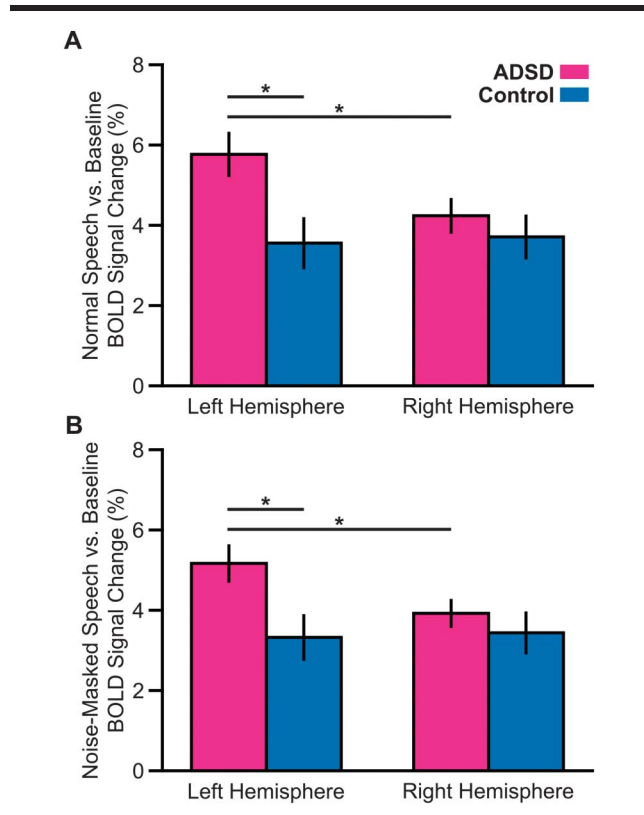 A
8
6
4
2
0
Normal Speech vs. Baseline
BOLD Signal Change (%)
ADSD
Control
*
*
Left Hemisphere
Right Hemisphere
B
8
6
4
2
0
Noise-Masked Speech vs. Baseline
BOLD Signal Change (%)
*
*
Left Hemisphere
Right Hemisphere